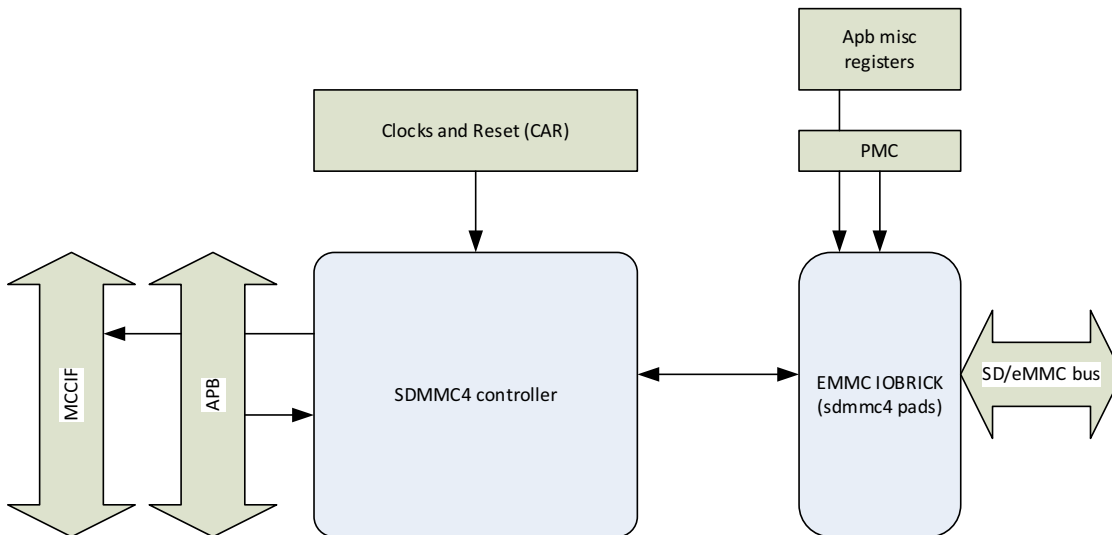 Apb misc
registers
Clocks and Reset (CAR)
PMC
MCCIF
APB
SDMMC4 controller
EMMC IOBRICK
(sdmmc4 pads)
SD/eMMC bus